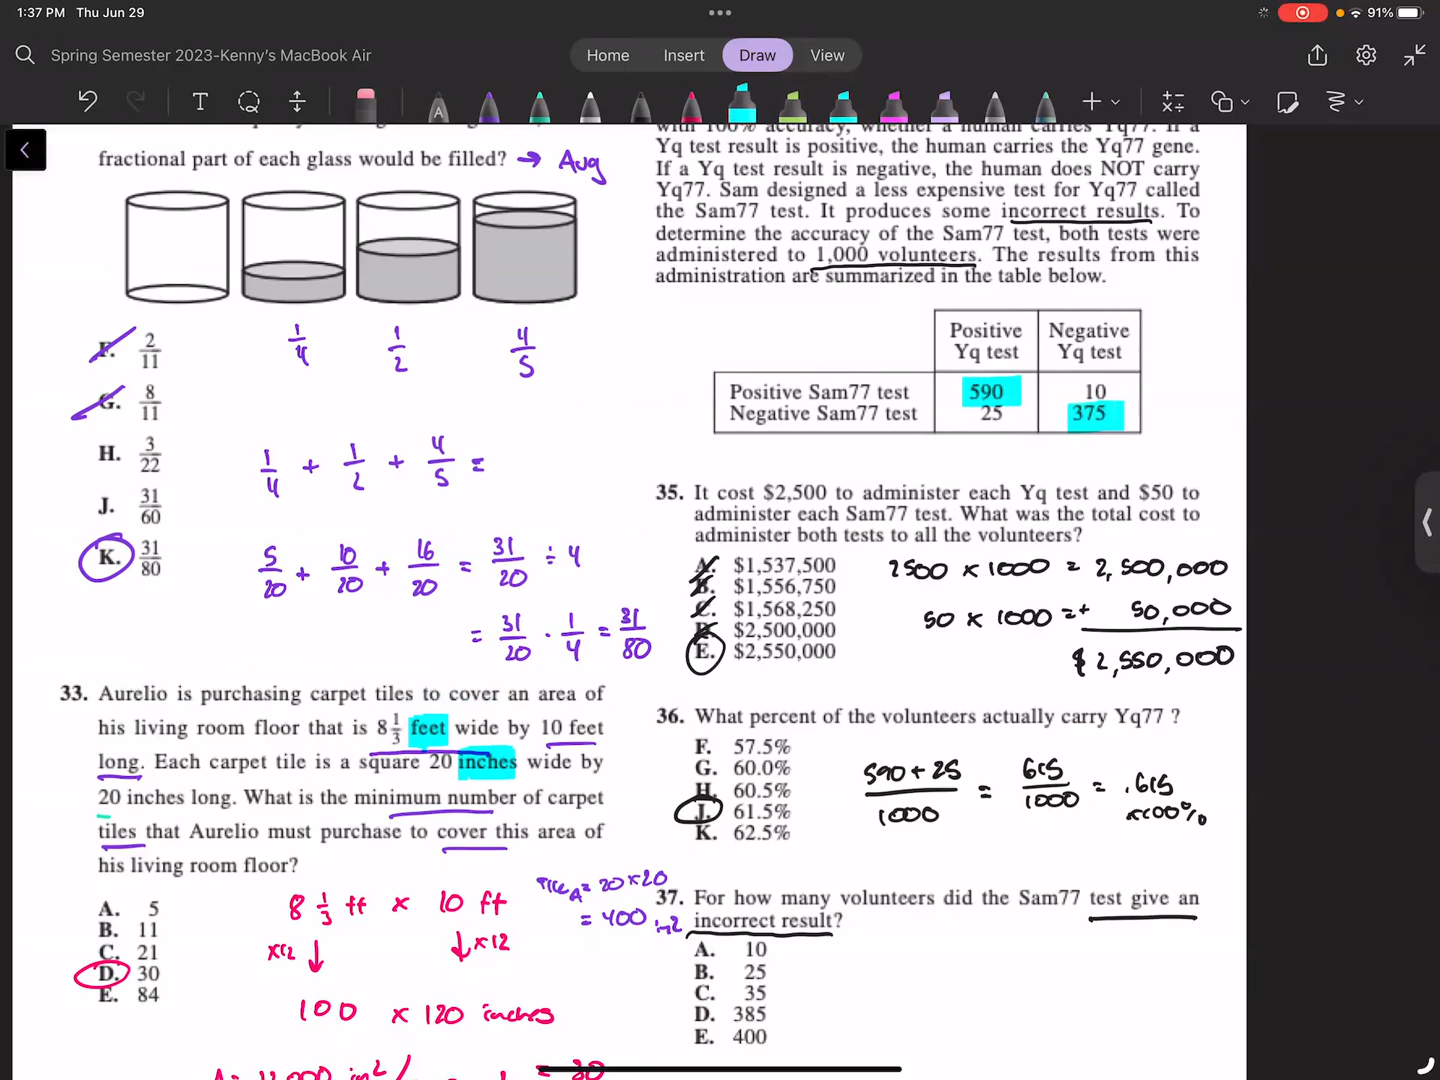 1:37 PM Thu Jun 29
91%
Spring Semester 2023-Kenny's MacBook Air
Home Insert Draw View
fractional part of each glass would be filled? → Avg
F. 2/11
G. 8/11
H. 3/22
J. 31/60
K. 31/80
1/4 1/2 4/5
1/4 + 1/2 + 4/5 =
5/20 + 10/20 + 16/20 = 31/20 ÷ 4
= 31/20 · 1/4 = 31/80
33. Aurelio is purchasing carpet tiles to cover an area of
his living room floor that is 8 1/3 feet wide by 10 feet
long. Each carpet tile is a square 20 inches wide by
20 inches long. What is the minimum number of carpet
tiles that Aurelio must purchase to cover this area of
his living room floor?
A. 5
B. 11
C. 21
D. 30
E. 84
8 1/3 ft × 10 ft
×12 ↓ ↓ ×12
100 × 120 inches
= 20 × 20
= 400 in2
= 30
with 100% accuracy, whether a human carries Yq77. If a
Yq test result is positive, the human carries the Yq77 gene.
If a Yq test result is negative, the human does NOT carry
Yq77. Sam designed a less expensive test for Yq77 called
the Sam77 test. It produces some incorrect results. To
determine the accuracy of the Sam77 test, both tests were
administered to 1,000 volunteers. The results from this
administration are summarized in the table below.
Positive Negative
Yq test Yq test
Positive Sam77 test 590 10
Negative Sam77 test 25 375
35. It cost $2,500 to administer each Yq test and $50 to
administer each Sam77 test. What was the total cost to
administer both tests to all the volunteers?
A. $1,537,500
B. $1,556,750
C. $1,568,250
D. $2,500,000
E. $2,550,000
2500 × 1000 = 2,500,000
50 × 1000 = + 50,000
$ 2,550,000
36. What percent of the volunteers actually carry Yq77 ?
F. 57.5%
G. 60.0%
H. 60.5%
J. 61.5%
K. 62.5%
590 + 25 / 1000 = 615/1000 = .615
×100%
37. For how many volunteers did the Sam77 test give an
incorrect result?
A. 10
B. 25
C. 35
D. 385
E. 400